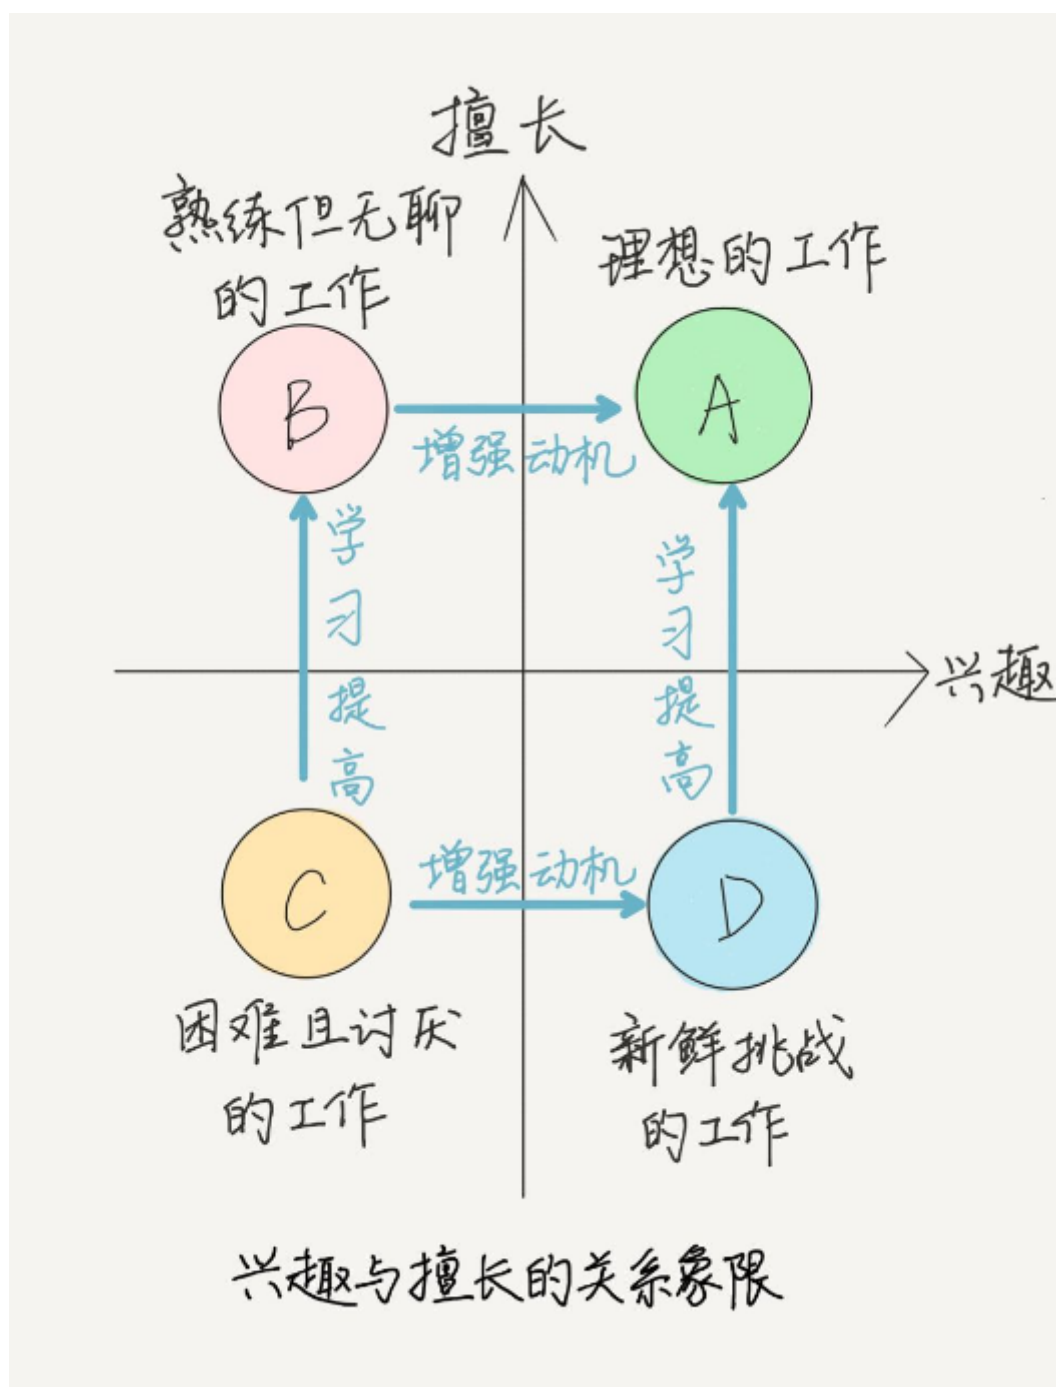 擅长
熟练但无聊
的工作
理想的工作
B
A
增强动机
学习提高
学习提高
兴趣
增强动机
C
D
困难且讨厌
的工作
新鲜挑战
的工作
兴趣与擅长的关系象限